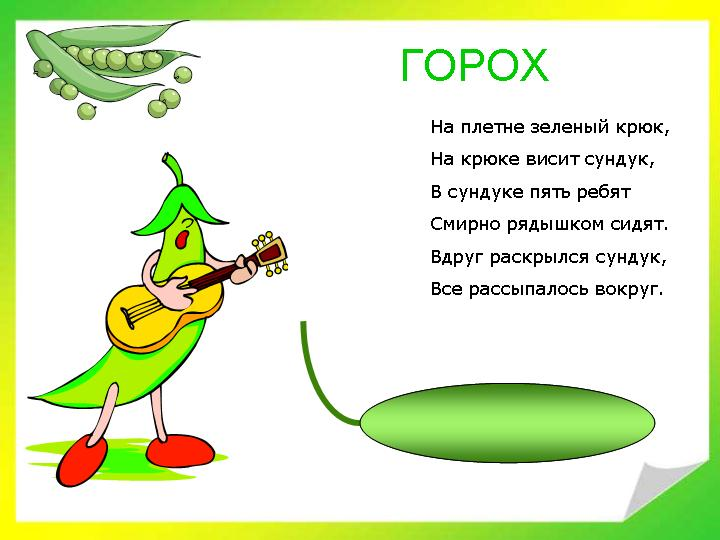 ГОРОХ
На плетне зеленый крюк,
На крюке висит сундук,
В сундуке пять ребят
Смирно рядышком сидят.
Вдруг раскрылся сундук,
Все рассыпалось вокруг.